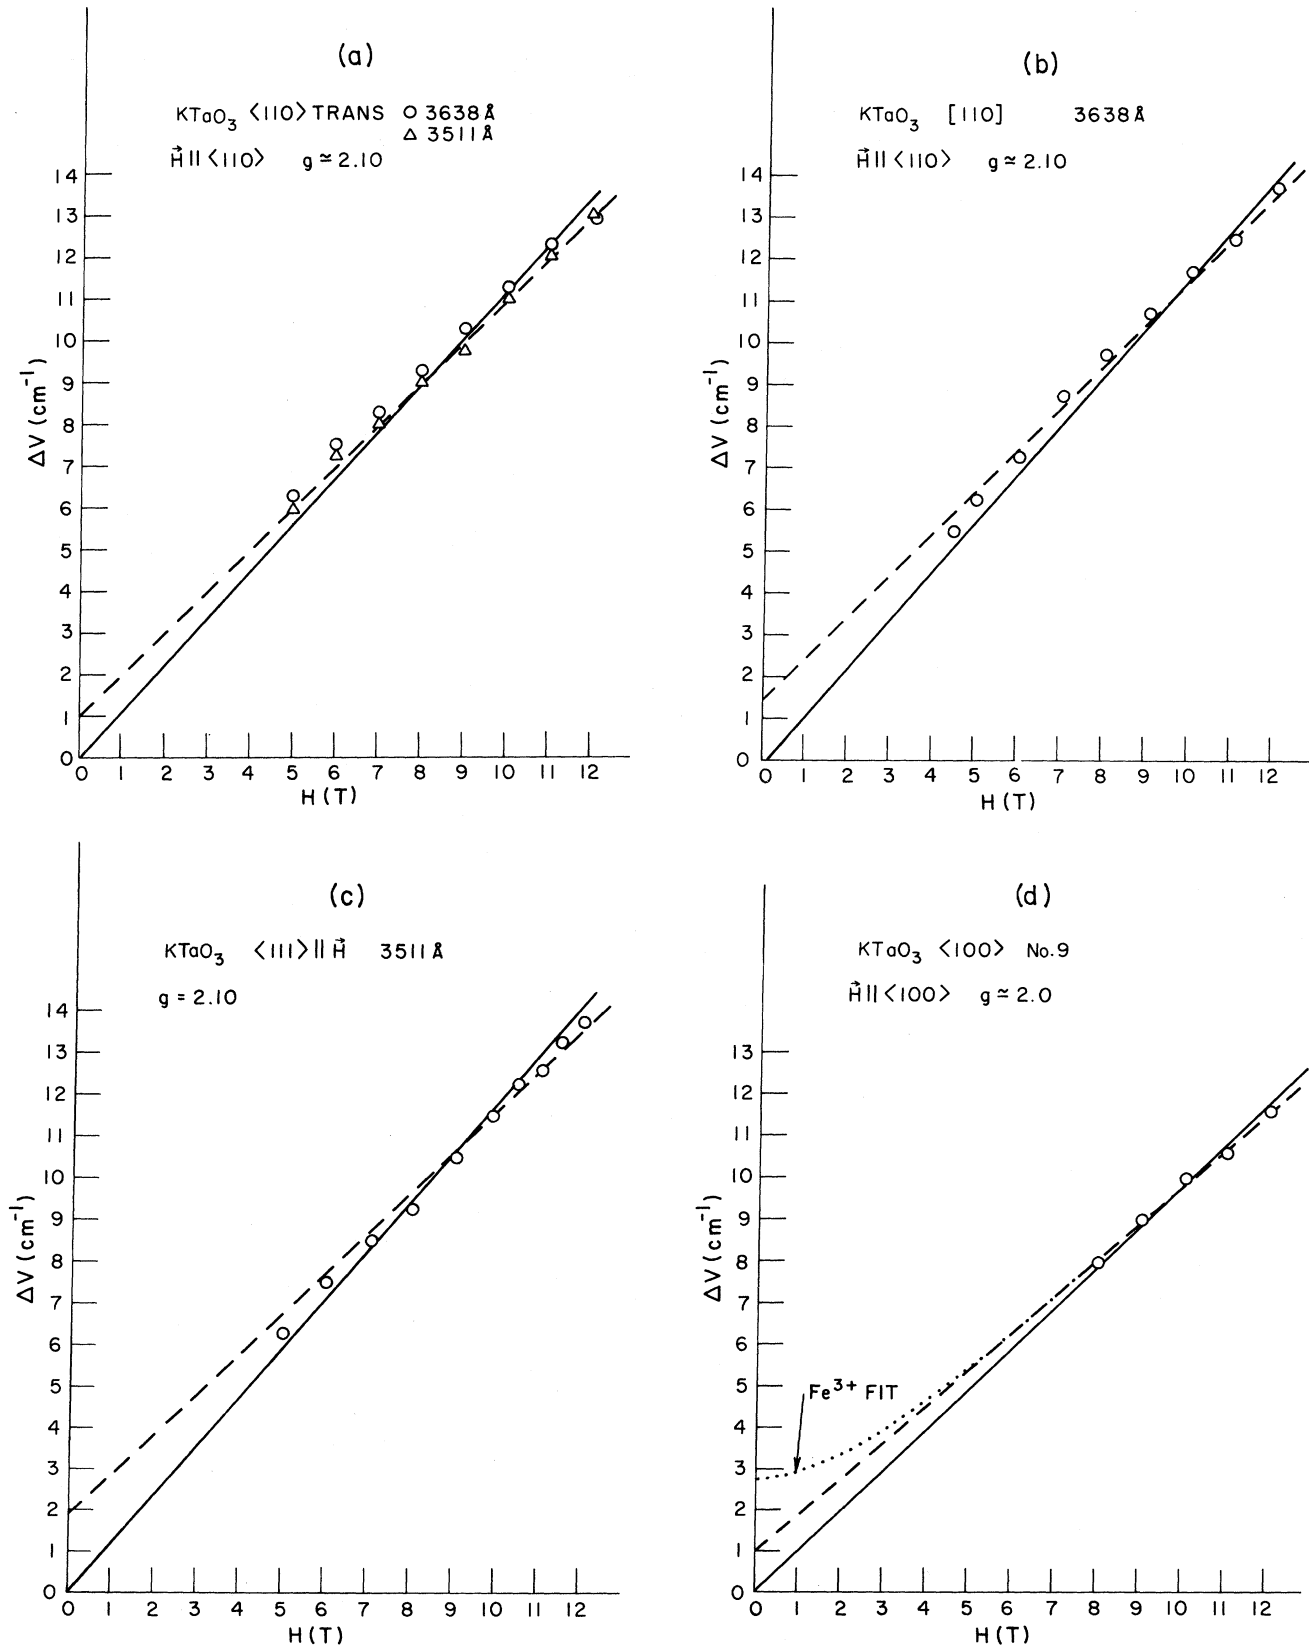 (a)
KTaO3 <110> TRANS ○ 3638 Å
△ 3511 Å
H⃗ || <110> g ≃ 2.10
14
13
12
11
10
9
8
7
6
5
4
3
2
1
0
ΔV (cm⁻¹)
0 1 2 3 4 5 6 7 8 9 10 11 12
H (T)
(b)
KTaO3 [110] 3638 Å
H⃗ || <110> g ≃ 2.10
14
13
12
11
10
9
8
7
6
5
4
3
2
1
0
ΔV (cm⁻¹)
0 1 2 3 4 5 6 7 8 9 10 11 12
H (T)
(c)
KTaO3 <111> || H⃗ 3511 Å
g = 2.10
14
13
12
11
10
9
8
7
6
5
4
3
2
1
0
ΔV (cm⁻¹)
0 1 2 3 4 5 6 7 8 9 10 11 12
H (T)
(d)
KTaO3 <100> No. 9
H⃗ || <100> g ≃ 2.0
13
12
11
10
9
8
7
6
5
4
3
2
1
0
ΔV (cm⁻¹)
Fe³⁺ FIT
0 1 2 3 4 5 6 7 8 9 10 11 12
H (T)